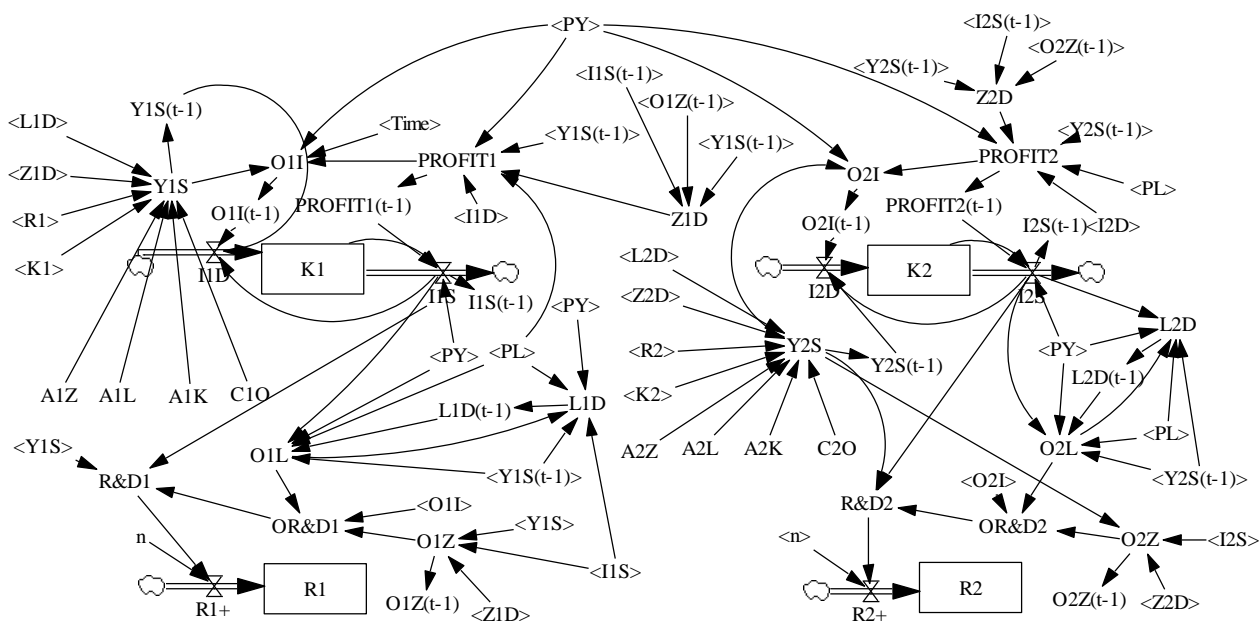 <PY>
<I2S(t-1)>
<O2Z(t-1)>
<Y2S(t-1)>
<I1S(t-1)>
Z2D
Y1S(t-1)
<O1Z(t-1)>
<L1D>
<Time>
<Y1S(t-1)>
<Y1S(t-1)>
<Y2S(t-1)>
O1I
PROFIT1
PROFIT2
<Z1D>
Y1S
O2I
<PL>
<R1>
O1I(t-1)
PROFIT1(t-1)
<I1D>
Z1D
PROFIT2(t-1)
O2I(t-1)
I2S(t-1)
<I2D>
<K1>
K1
I1D
I1S
I1S(t-1)
<L2D>
K2
I2D
I2S
<Z2D>
<PY>
L2D
<R2>
Y2S
<PY>
<PL>
<PY>
Y2S(t-1)
L2D(t-1)
<K2>
A1Z
A1L
A1K
C1O
L1D(t-1)
L1D
A2Z
A2L
A2K
C2O
<PL>
<Y1S>
O1L
O2L
R&D1
<Y1S(t-1)>
<Y2S(t-1)>
<O2I>
<O1I>
R&D2
OR&D1
<Y1S>
OR&D2
n
O1Z
<n>
O2Z
<I2S>
<I1S>
R1
R2
R1+
O1Z(t-1)
<Z1D>
R2+
O2Z(t-1)
<Z2D>